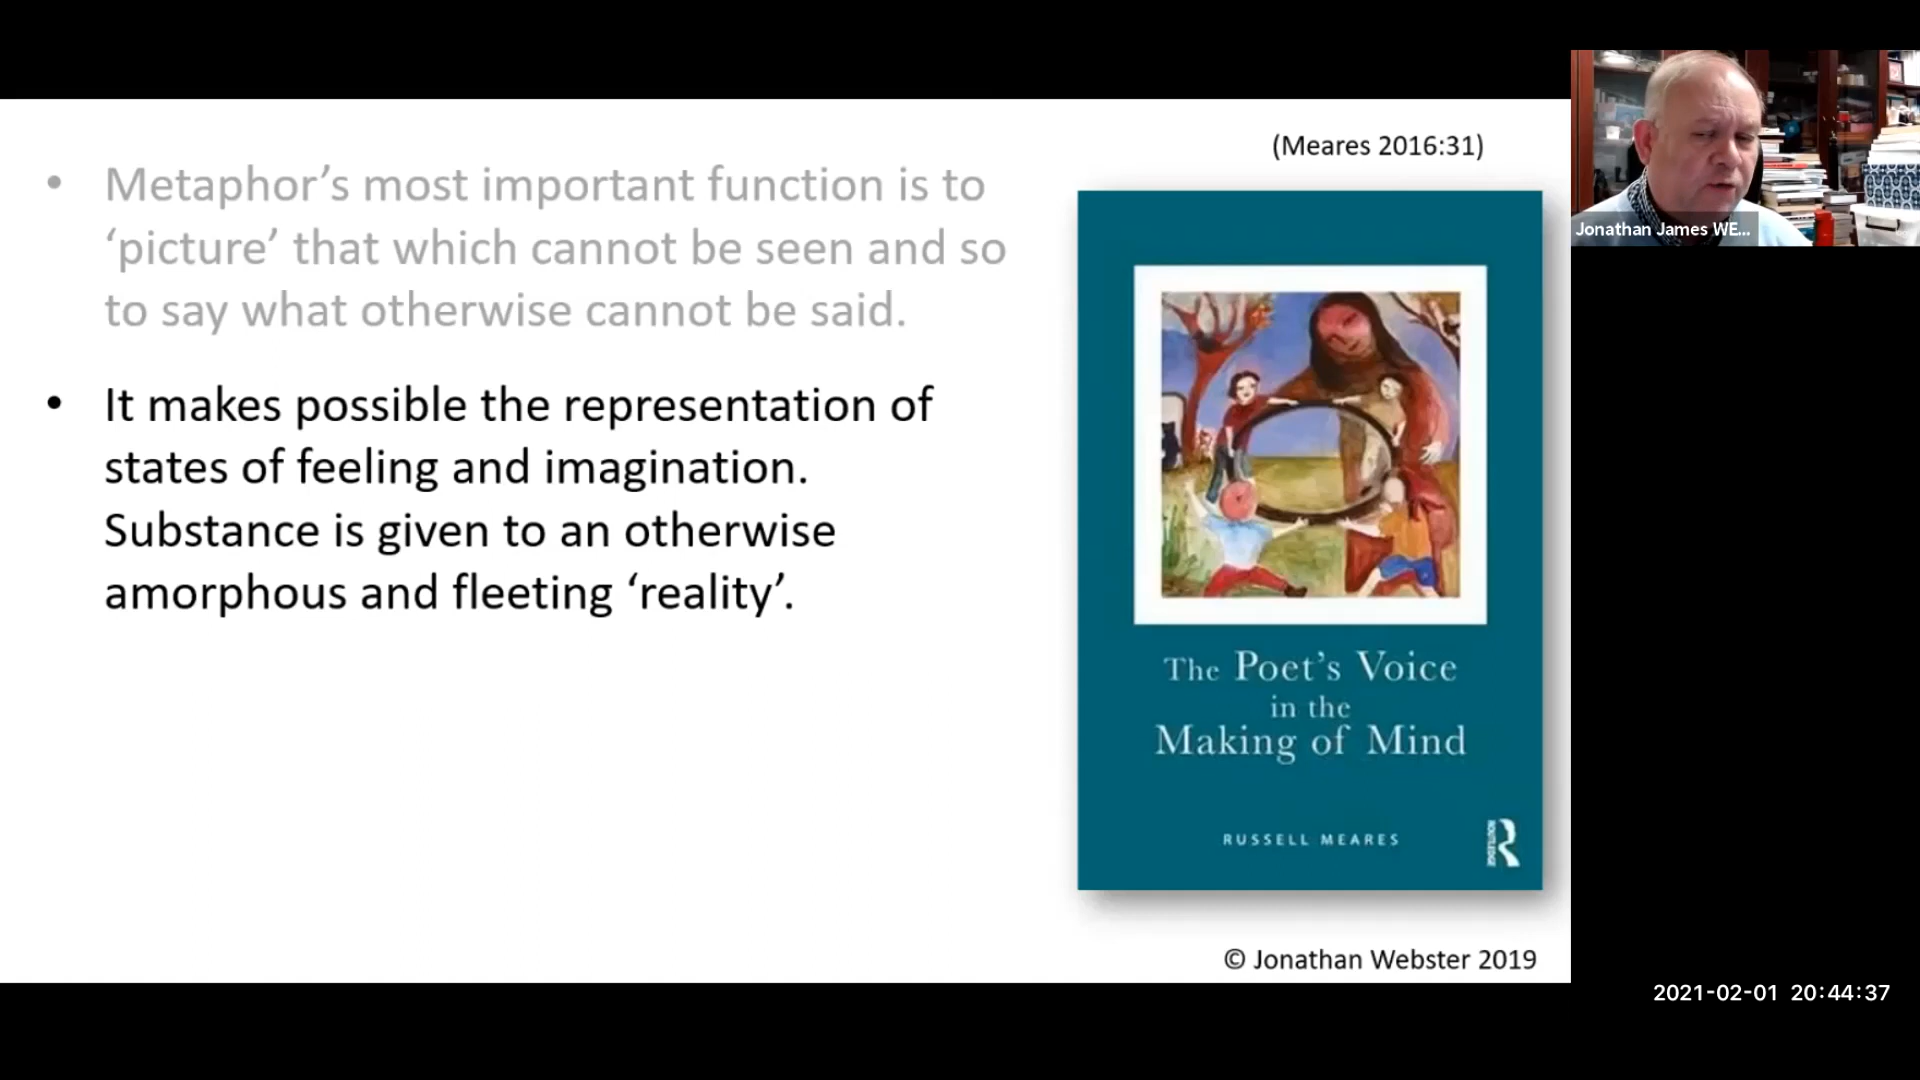 (Meares 2016:31)
• Metaphor’s most important function is to
‘picture’ that which cannot be seen and so
to say what otherwise cannot be said.
• It makes possible the representation of
states of feeling and imagination.
Substance is given to an otherwise
amorphous and fleeting ‘reality’.
The Poet’s Voice
in the
Making of Mind
RUSSELL MEARES
ROUTLEDGE
© Jonathan Webster 2019
Jonathan James WE...
2021-02-01 20:44:37